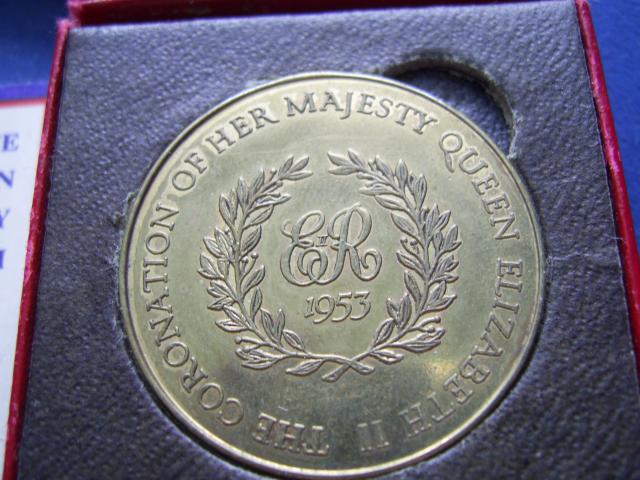 THE CORONATION OF HER MAJESTY QUEEN ELIZABETH II
EIIR
1953
E
N
Y